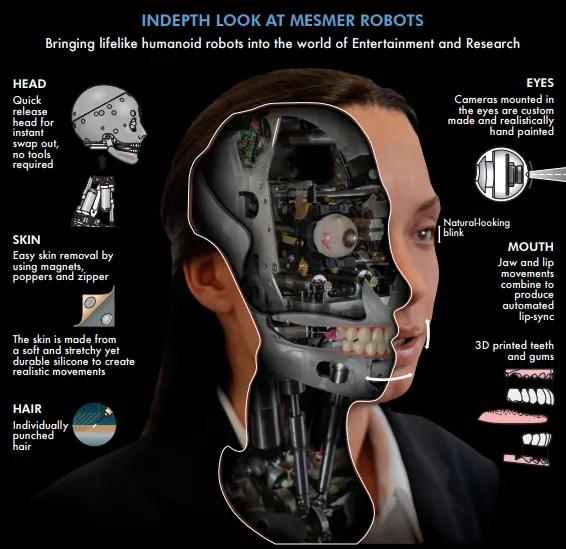 INDEPTH LOOK AT MESMER ROBOTS
Bringing lifelike humanoid robots into the world of Entertainment and Research
HEAD
Quick
release
head for
instant
swap out,
no tools
required
SKIN
Easy skin removal by
using magnets,
poppers and zipper
The skin is made from
a soft and stretchy yet
durable silicone to create
realistic movements
HAIR
Individually
punched
hair
EYES
Cameras mounted in
the eyes are custom
made and realistically
hand painted
Natural-looking
blink
MOUTH
Jaw and lip
movements
combine to
produce
automated
lip-sync
3D printed teeth
and gums